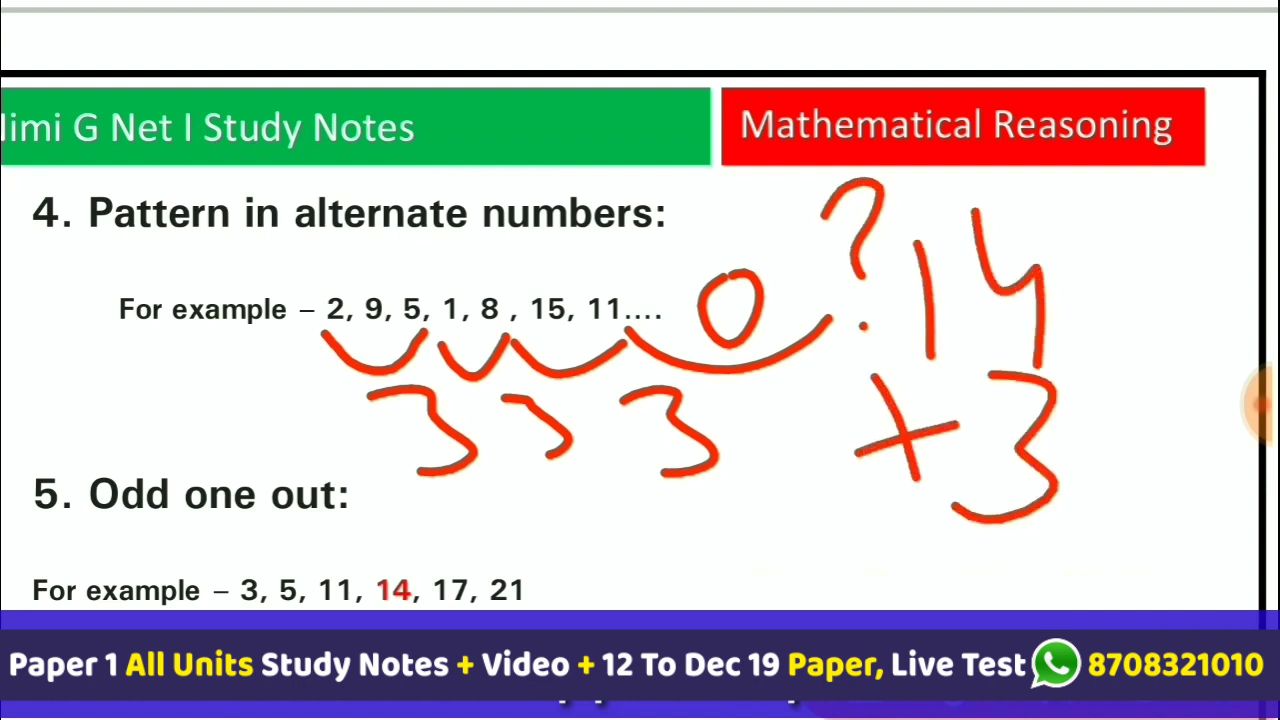 imi G Net I Study Notes
Mathematical Reasoning
4. Pattern in alternate numbers:
? 14
For example – 2, 9, 5, 1, 8 , 15, 11.... 0
3 3 3 + 3
5. Odd one out:
For example – 3, 5, 11, 14, 17, 21
Paper 1 All Units Study Notes + Video + 12 To Dec 19 Paper, Live Test 8708321010